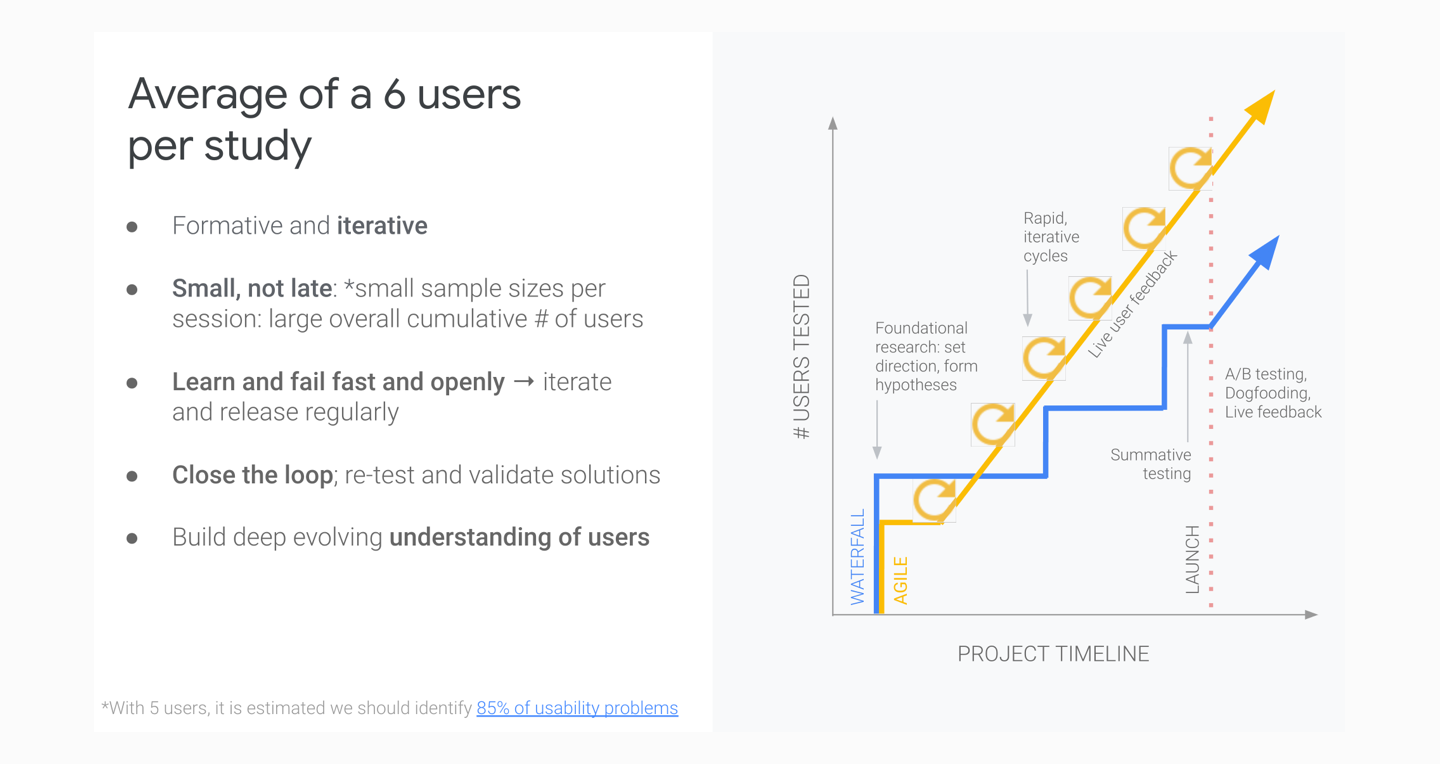 Average of a 6 users
per study
● Formative and iterative
● Small, not late: *small sample sizes per
session: large overall cumulative # of users
● Learn and fail fast and openly → iterate
and release regularly
● Close the loop; re-test and validate solutions
● Build deep evolving understanding of users
*With 5 users, it is estimated we should identify 85% of usability problems
# USERS TESTED
Foundational
research: set
direction, form
hypotheses
Rapid,
iterative
cycles
Live user feedback
A/B testing,
Dogfooding,
Live feedback
Summative
testing
WATERFALL
AGILE
LAUNCH
PROJECT TIMELINE